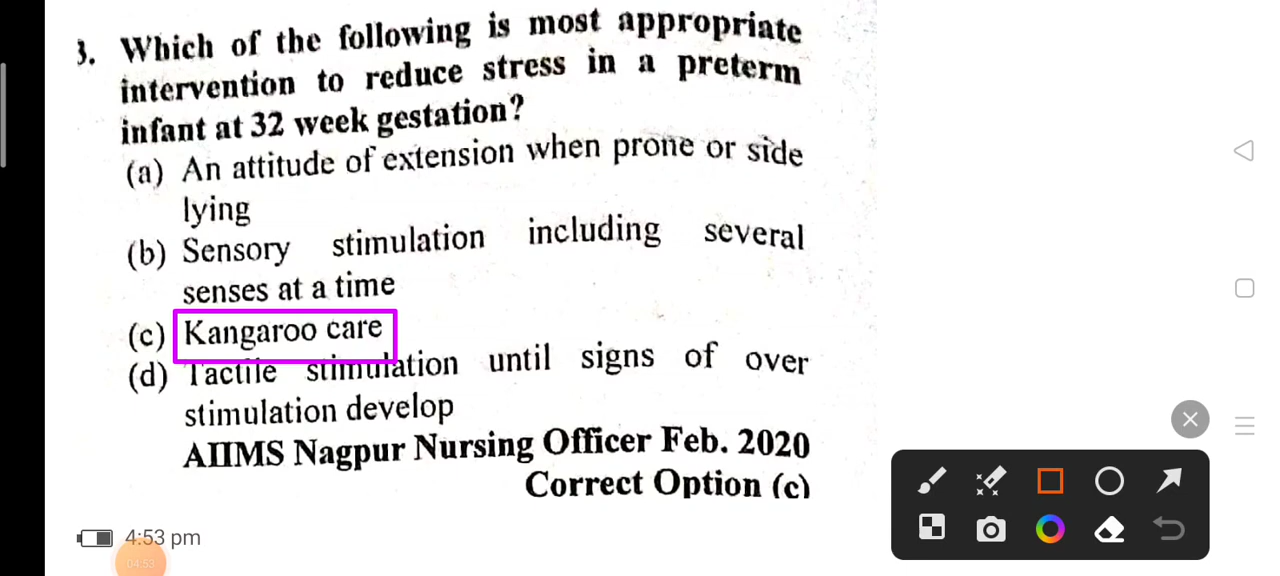 3. Which of the following is most appropriate
intervention to reduce stress in a preterm
infant at 32 week gestation?
(a) An attitude of extension when prone or side
lying
(b) Sensory stimulation including several
senses at a time
(c) Kangaroo care
(d) Tactile stimulation until signs of over
stimulation develop
AIIMS Nagpur Nursing Officer Feb. 2020
Correct Option (c)
4:53 pm
04:53